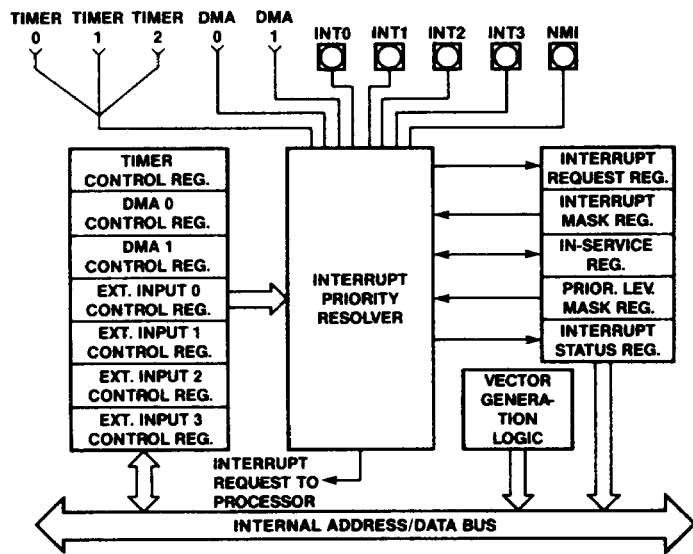 TIMER TIMER TIMER DMA DMA
0 1 2 0 1
INT0 INT1 INT2 INT3 NMI
TIMER
CONTROL REG.
DMA 0
CONTROL REG.
DMA 1
CONTROL REG.
EXT. INPUT 0
CONTROL REG.
EXT. INPUT 1
CONTROL REG.
EXT. INPUT 2
CONTROL REG.
EXT. INPUT 3
CONTROL REG.
INTERRUPT
PRIORITY
RESOLVER
INTERRUPT
REQUEST REG.
INTERRUPT
MASK REG.
IN-SERVICE
REG.
PRIOR. LEV.
MASK REG.
INTERRUPT
STATUS REG.
VECTOR
GENERA-
TION
LOGIC
INTERRUPT
REQUEST TO
PROCESSOR
INTERNAL ADDRESS/DATA BUS